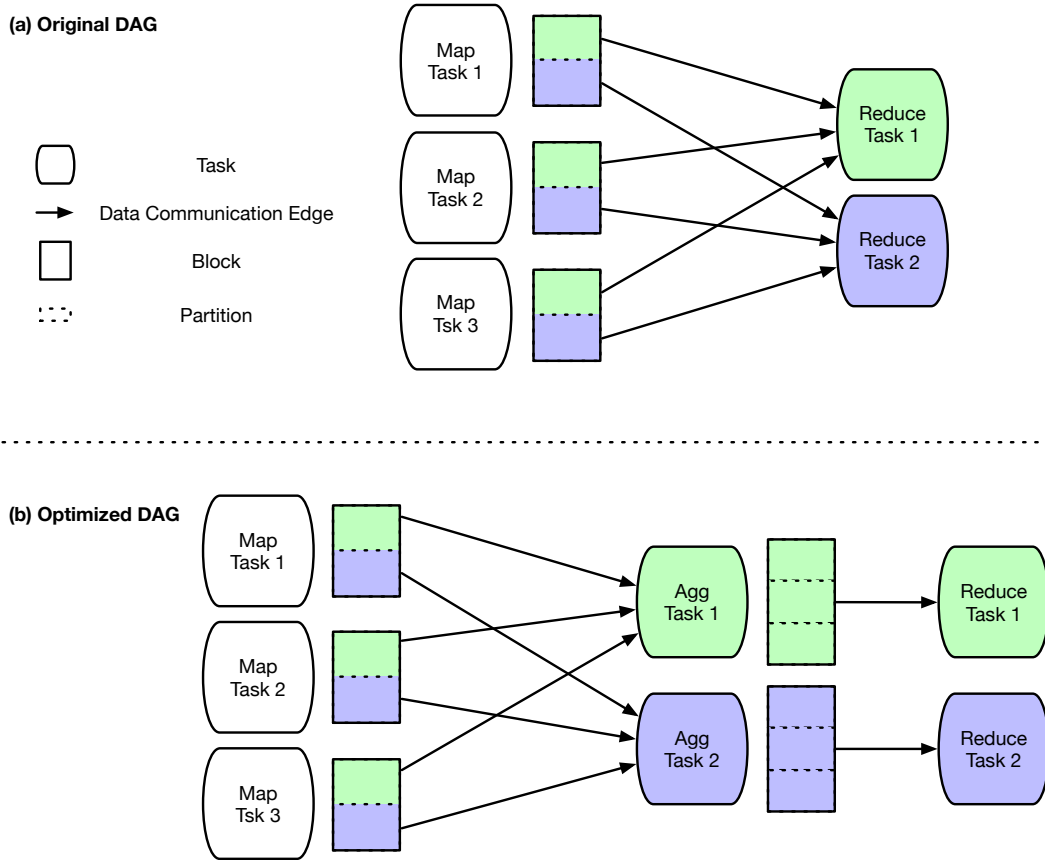 (a) Original DAG
Map
Task 1
Map
Task 2
Map
Tsk 3
Reduce
Task 1
Reduce
Task 2
Task
Data Communication Edge
Block
Partition
(b) Optimized DAG
Map
Task 1
Map
Task 2
Map
Tsk 3
Agg
Task 1
Agg
Task 2
Reduce
Task 1
Reduce
Task 2